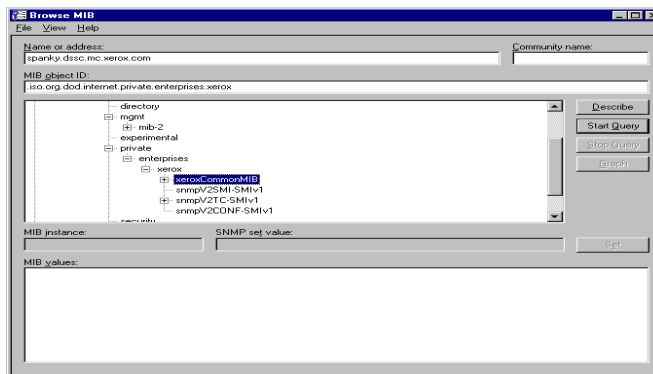 Browse MIB
File View Help
Name or address:
Community name:
spanky.dssc.mc.xerox.com
MIB object ID:
.iso.org.dod.internet.private.enterprises.xerox
directory
mgmt
mib-2
experimental
private
enterprises
xerox
xeroxCommonMIB
snmpV2SMI-SMIv1
snmpV2TC-SMIv1
snmpV2CONF-SMIv1
security
Describe
Start Query
Stop Query
Graph
MIB instance:
SNMP set value:
Set
MIB values: